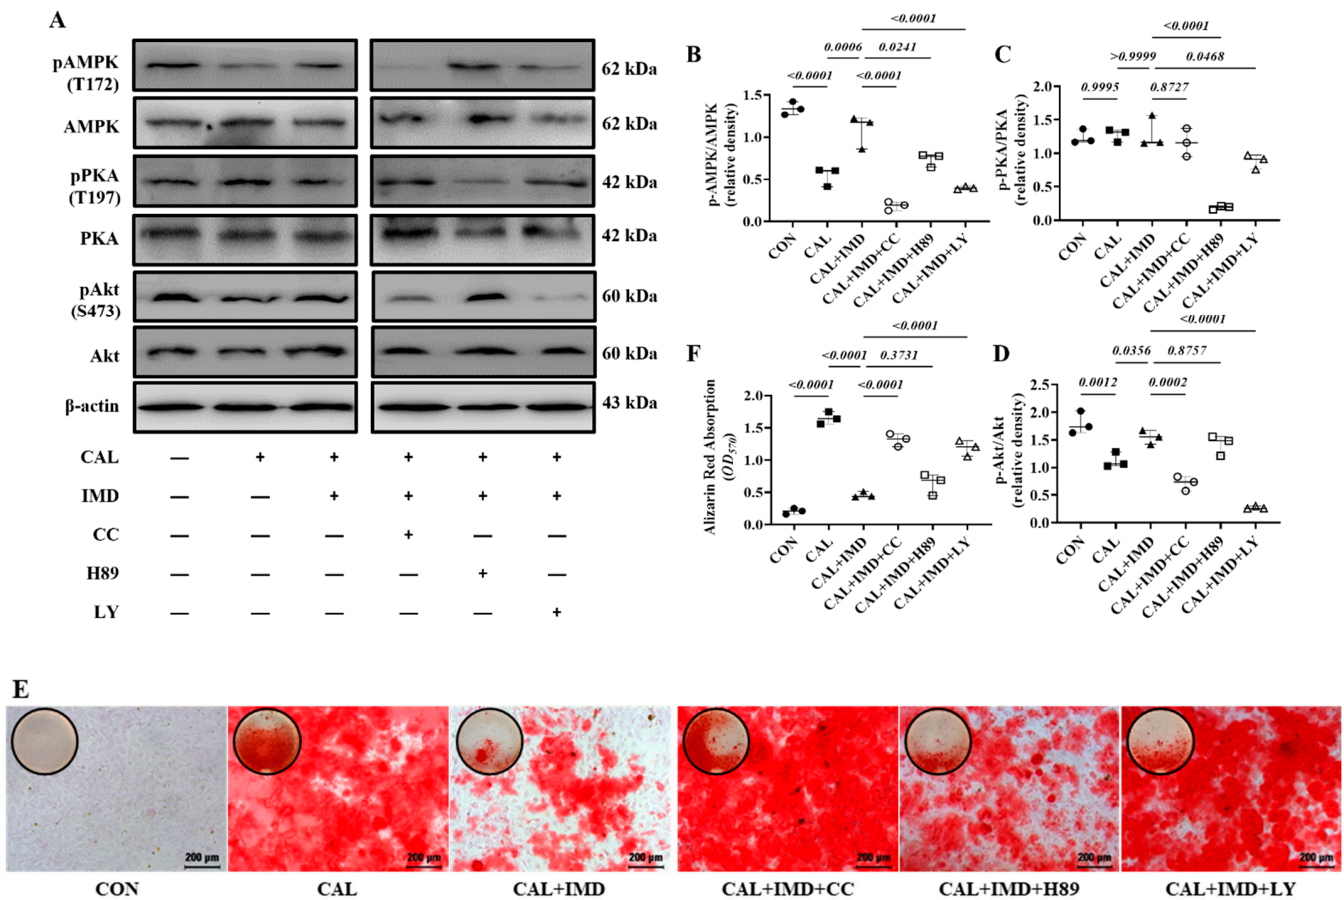 A
pAMPK
(T172)
62 kDa
AMPK
62 kDa
pPKA
(T197)
42 kDa
PKA
42 kDa
pAkt
(S473)
60 kDa
Akt
60 kDa
β-actin
43 kDa
CAL — + + + + +
IMD — — + + + +
CC — — — + — —
H89 — — — — + —
LY — — — — — +
B
<0.0001
0.0006 0.0241
<0.0001 <0.0001
p-AMPK/AMPK
(relative density)
1.5
1.0
0.5
0.0
CON
CAL
CAL+IMD
CAL+IMD+CC
CAL+IMD+H89
CAL+IMD+LY
C
<0.0001
>0.9999 0.0468
0.9995 0.8727
p-PKA/PKA
(relative density)
2.0
1.5
1.0
0.5
0.0
CON
CAL
CAL+IMD
CAL+IMD+CC
CAL+IMD+H89
CAL+IMD+LY
F
<0.0001
<0.0001 0.3731
<0.0001 <0.0001
Alizarin Red Absorption
(OD570)
2.0
1.5
1.0
0.5
0.0
CON
CAL
CAL+IMD
CAL+IMD+CC
CAL+IMD+H89
CAL+IMD+LY
D
<0.0001
0.0356 0.8757
0.0012 0.0002
p-Akt/Akt
(relative density)
2.5
2.0
1.5
1.0
0.5
0.0
CON
CAL
CAL+IMD
CAL+IMD+CC
CAL+IMD+H89
CAL+IMD+LY
E
200 μm
200 μm
200 μm
200 μm
200 μm
200 μm
CON
CAL
CAL+IMD
CAL+IMD+CC
CAL+IMD+H89
CAL+IMD+LY